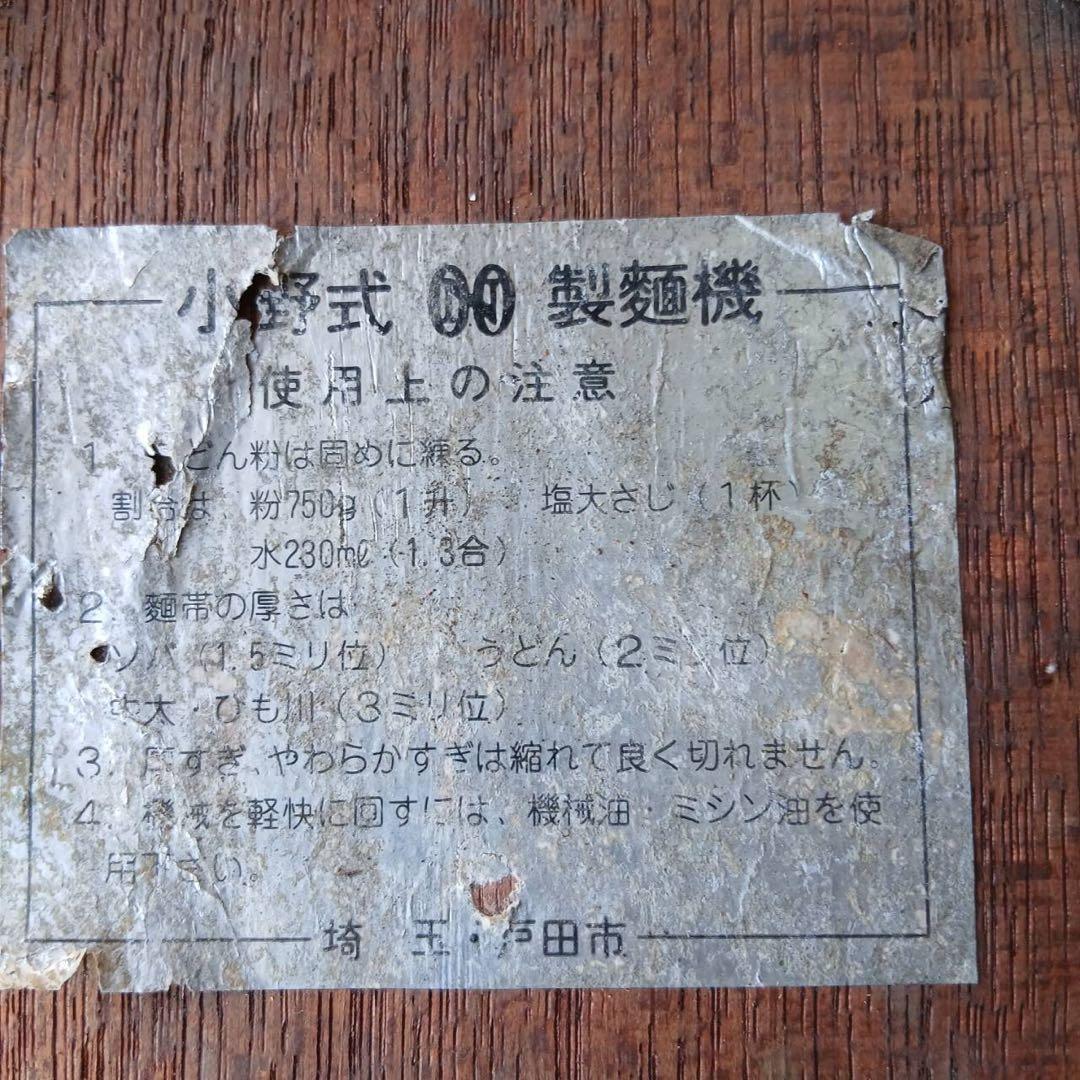 小野式 製麵機
使用上の注意
1. どん粉は固めに練る。
割合は、粉750g(1升) 塩大さじ(1杯)
水230mℓ(1.3合)
2. 麵帯の厚さは
ソバ(1.5ミリ位) うどん(2ミリ位)
太・ひも川(3ミリ位)
3. すぎ、やわらかすぎは縮れて良く切れません。
4. 機械を軽快に回すには、機械油・ミシン油を使
用下さい。
埼 玉・戸田市